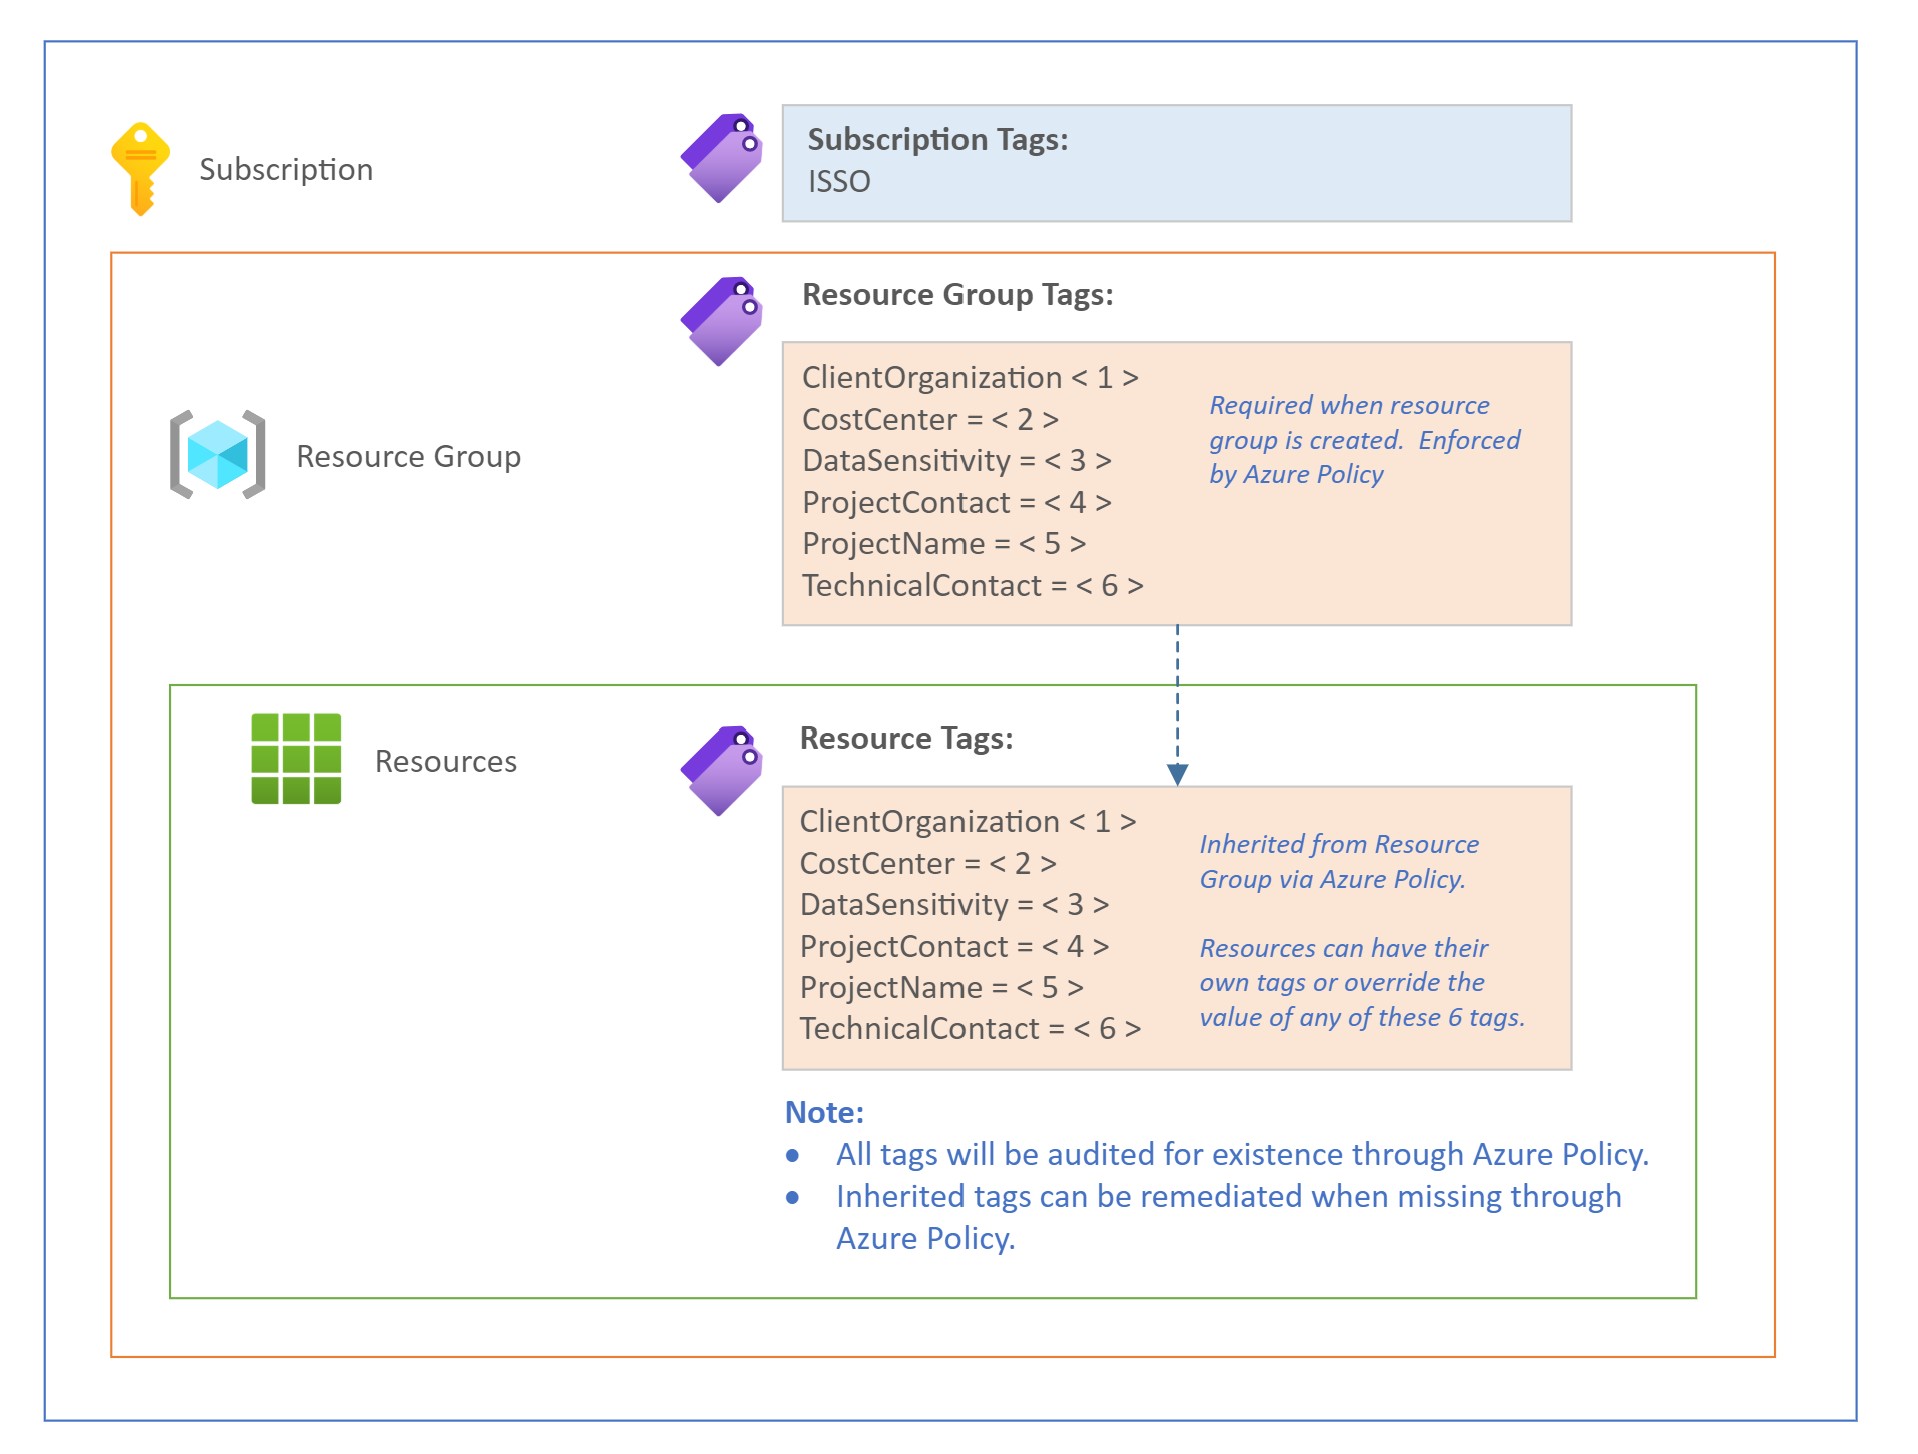 Subscription
Subscription Tags:
ISSO
Resource Group Tags:
Resource Group
ClientOrganization < 1 >
CostCenter = < 2 >
DataSensitivity = < 3 >
ProjectContact = < 4 >
ProjectName = < 5 >
TechnicalContact = < 6 >
Required when resource
group is created.  Enforced
by Azure Policy
Resources
Resource Tags:
ClientOrganization < 1 >
CostCenter = < 2 >
DataSensitivity = < 3 >
ProjectContact = < 4 >
ProjectName = < 5 >
TechnicalContact = < 6 >
Inherited from Resource
Group via Azure Policy.
Resources can have their
own tags or override the
value of any of these 6 tags.
Note:
● All tags will be audited for existence through Azure Policy.
● Inherited tags can be remediated when missing through
Azure Policy.